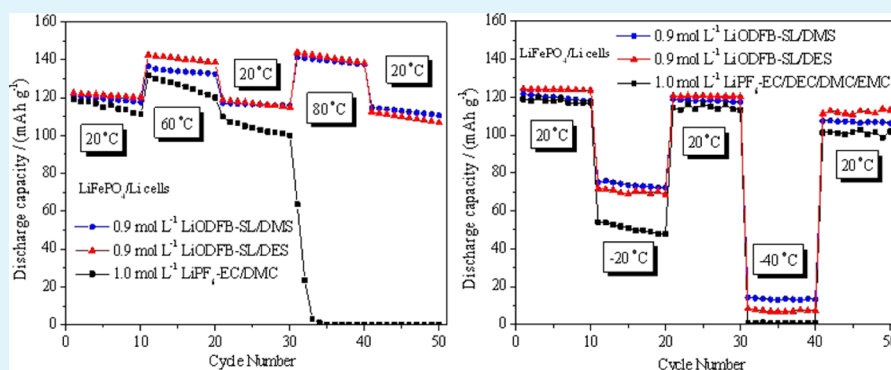 160
140
120
100
80
60
40
20
0
Discharge capacity / (mAh g⁻¹)
20°C
60°C
20°C
80°C
20°C
LiFePO₄/Li cells
0.9 mol L⁻¹ LiODFB-SL/DMS
0.9 mol L⁻¹ LiODFB-SL/DES
1.0 mol L⁻¹ LiPF₆-EC/DMC
0 10 20 30 40 50
Cycle Number
160
140
120
100
80
60
40
20
0
Discharge capacity / (mAh g⁻¹)
LiFePO₄/Li cells
0.9 mol L⁻¹ LiODFB-SL/DMS
0.9 mol L⁻¹ LiODFB-SL/DES
1.0 mol L⁻¹ LiPF₆-EC/DEC/DMC/EMC
20°C
-20°C
20°C
-40°C
20°C
0 10 20 30 40 50
Cycle Number